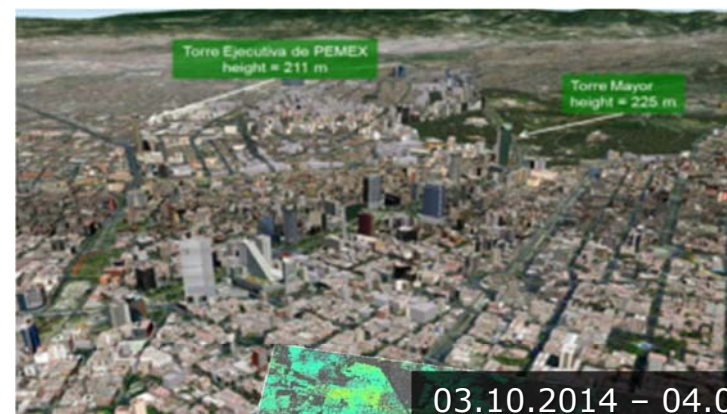 Torre Ejecutiva de PEMEX
height = 211 m
Torre Mayor
height = 225 m
03.10.2014 – 04.0